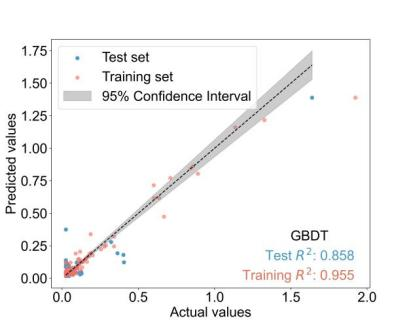 Test set
Training set
95% Confidence Interval
1.75
1.50
1.25
1.00
0.75
0.50
0.25
0.00
Predicted values
GBDT
Test R²: 0.858
Training R²: 0.955
0.0 0.5 1.0 1.5 2.0
Actual values